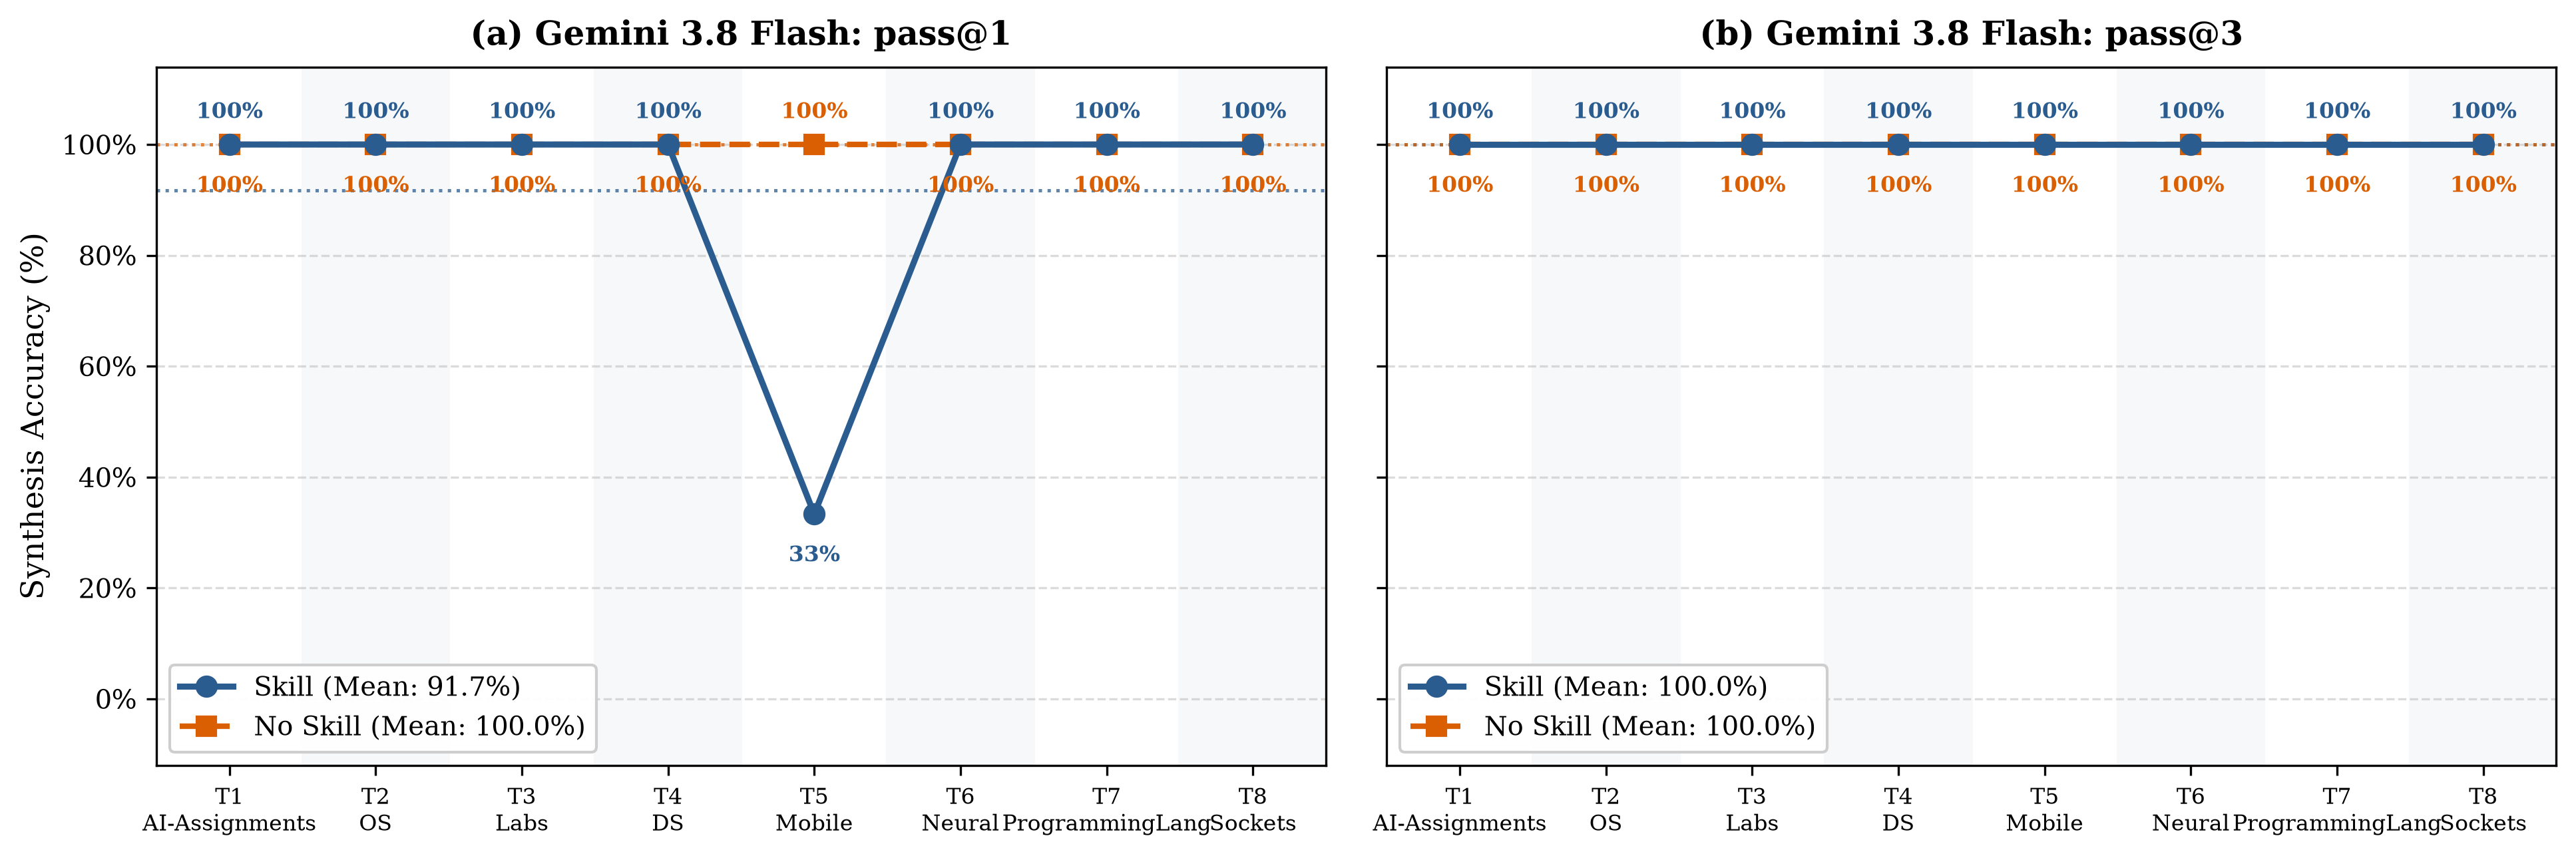 (a) Gemini 3.8 Flash: pass@1
Synthesis Accuracy (%)
100%
80%
60%
40%
20%
0%
100% 100% 100% 100% 100% 100% 100% 100%
100% 100% 100% 100% 100% 100% 100%
33%
Skill (Mean: 91.7%)
No Skill (Mean: 100.0%)
T1 T2 T3 T4 T5 T6 T7 T8
AI-Assignments OS Labs DS Mobile Neural ProgrammingLang Sockets
(b) Gemini 3.8 Flash: pass@3
100% 100% 100% 100% 100% 100% 100% 100%
100% 100% 100% 100% 100% 100% 100% 100%
Skill (Mean: 100.0%)
No Skill (Mean: 100.0%)
T1 T2 T3 T4 T5 T6 T7 T8
AI-Assignments OS Labs DS Mobile Neural ProgrammingLang Sockets